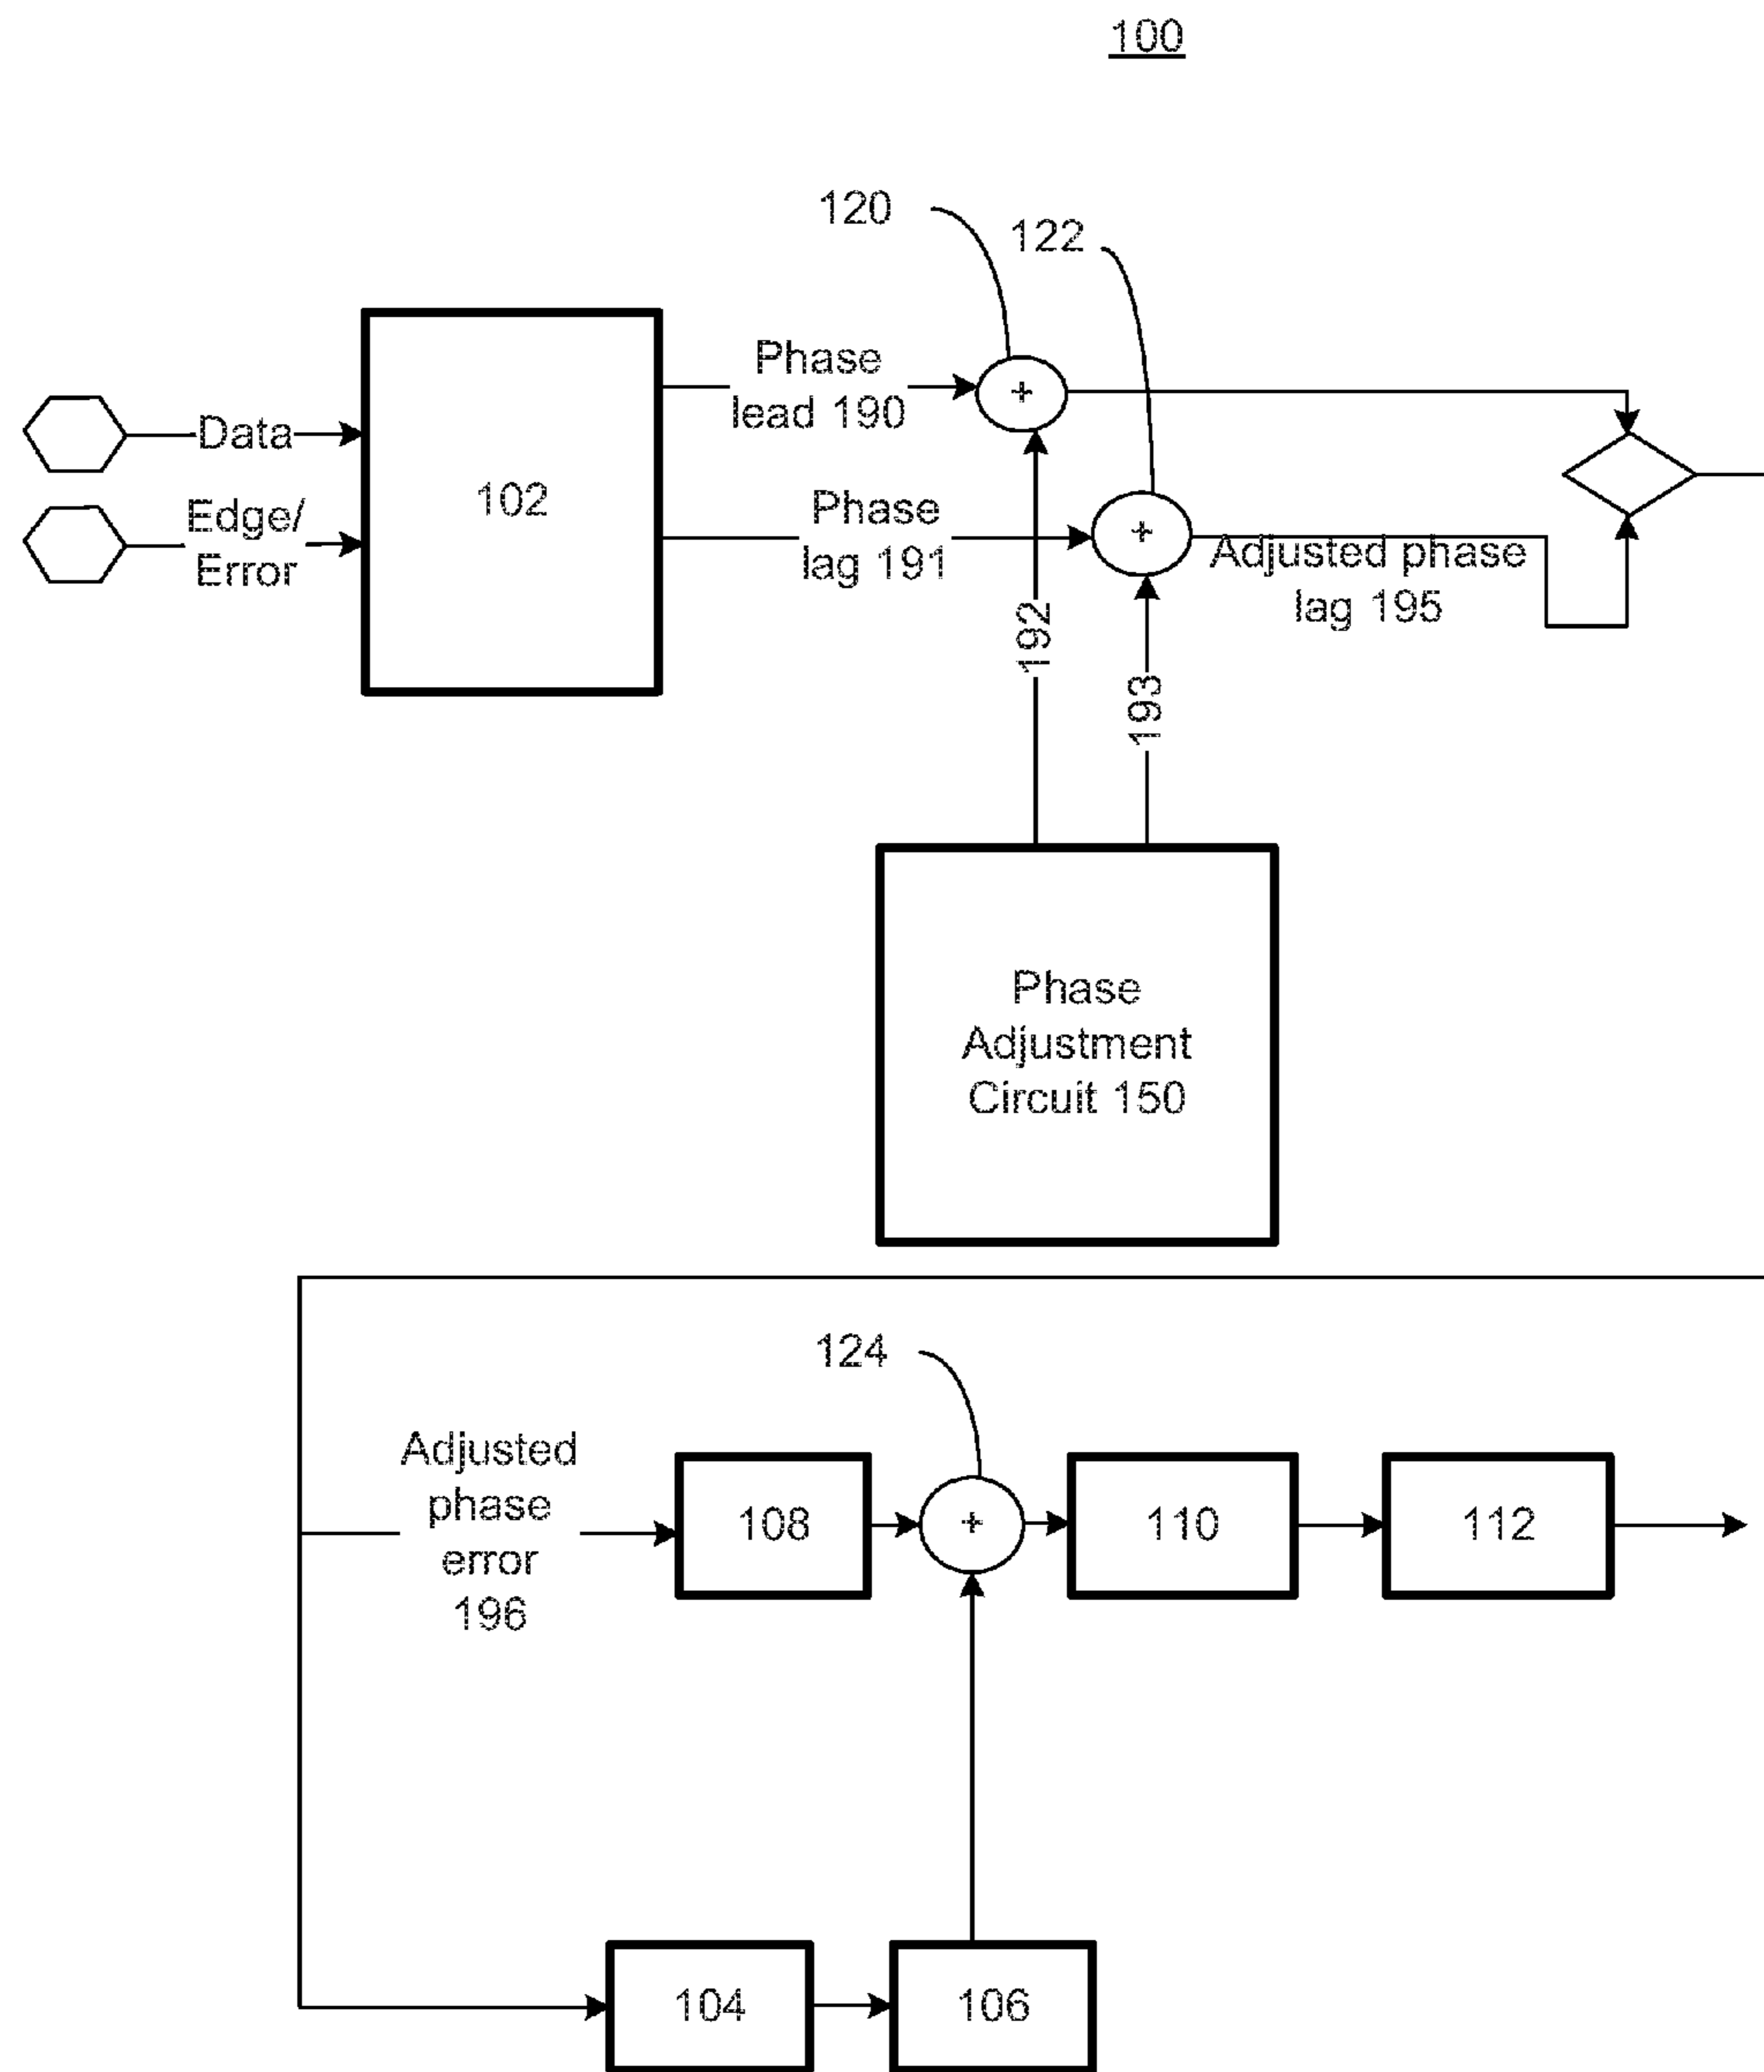 100
120
122
Phase
lead 190
Data
102
Edge/
Error
Phase
lag 191
Adjusted phase
lag 195
192
193
Phase
Adjustment
Circuit 150
124
Adjusted
phase
error
196
108
110
112
104
106